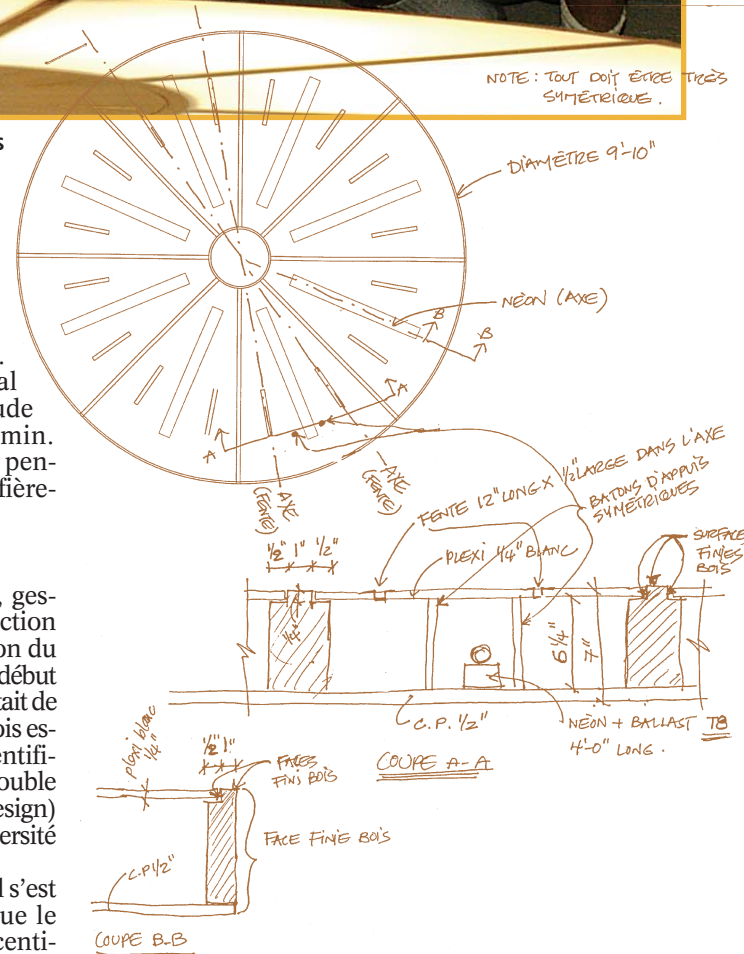 NOTE : TOUT DOIT ÊTRE TRÈS
SYMÉTRIQUE.
DIAMÈTRE 9'-10"
NÉON (AXE)
B
B
A
A
AXE
(FENTE)
AXE
(FENTE)
FENTE 12" LONG X 1/2" LARGE DANS L'AXE
BATONS D'APPUIS
SYMÉTRIQUES
SURFACE
FINIES
BOIS
1/2" 1" 1/2"
PLEXI 1/4" BLANC
1/4"
6 1/4"
7"
C.P. 1/2"
NÉON + BALLAST T8
4'-0" LONG.
COUPE A-A
plexi blanc
1/4"
1/2" 1"
FACES
FINI BOIS
FACE FINIE BOIS
C.P 1/2"
COUPE B-B
s
.
al
ude
min.
pen-
fière-
, ges-
ction
on du
début
tait de
ois es-
entifi-
ouble
esign)
ersité
l s'est
ue le
centi-